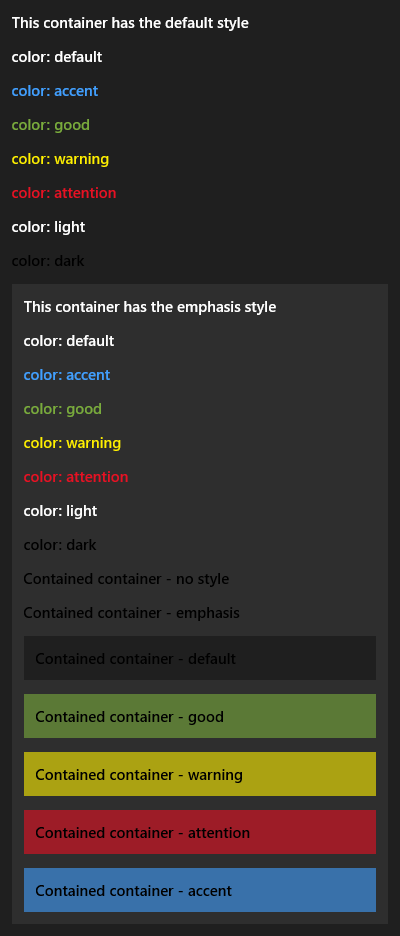 This container has the default style
color: default
color: accent
color: good
color: warning
color: attention
color: light
color: dark
This container has the emphasis style
color: default
color: accent
color: good
color: warning
color: attention
color: light
color: dark
Contained container - no style
Contained container - emphasis
Contained container - default
Contained container - good
Contained container - warning
Contained container - attention
Contained container - accent